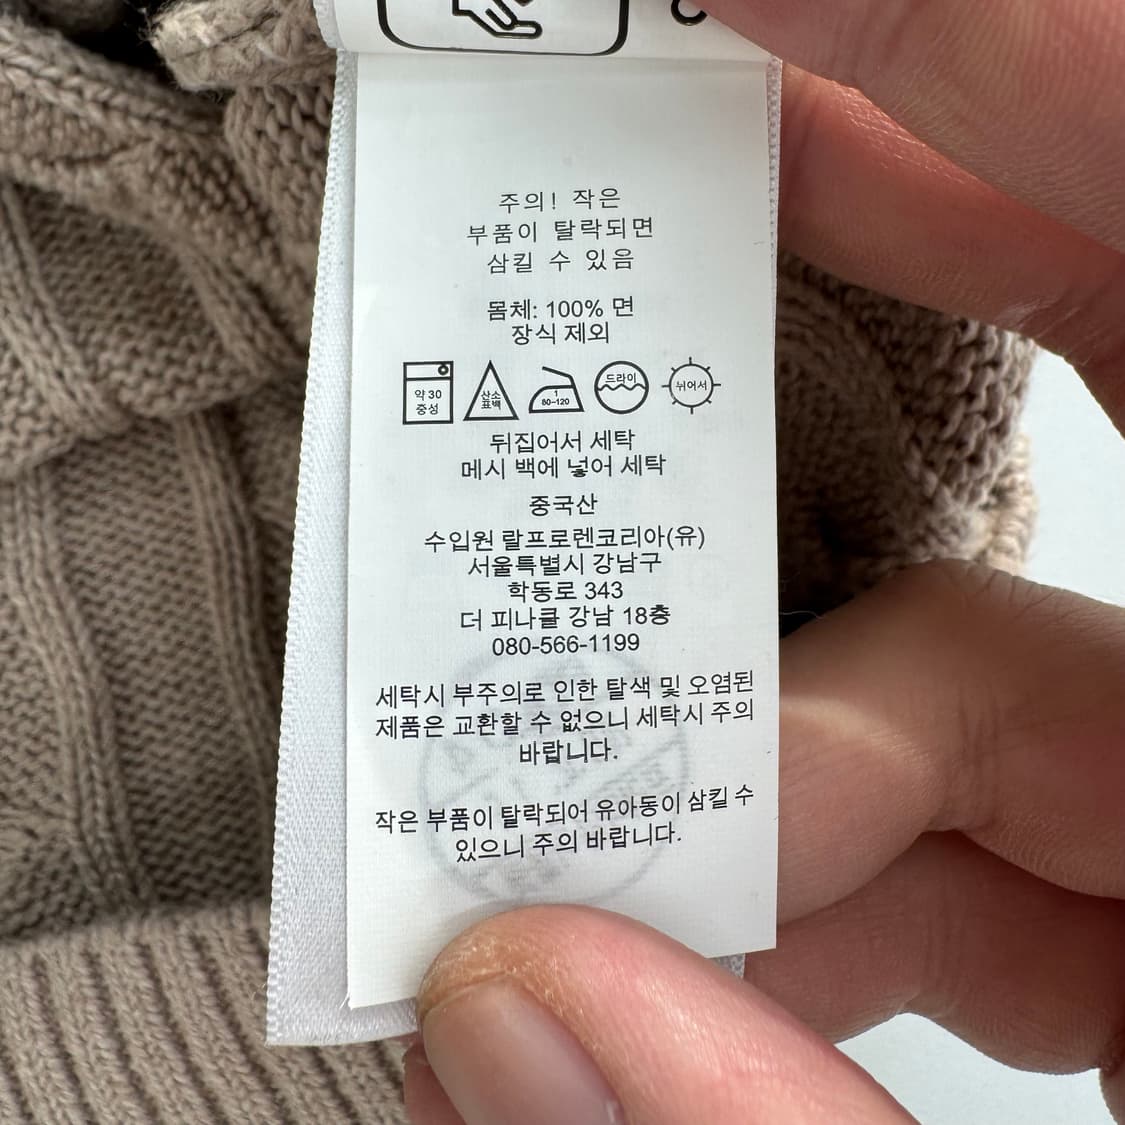 주의! 작은
부품이 탈락되면
삼킬 수 있음
몸체: 100% 면
장식 제외
약 30
중성
산소
표백
1
80~120
드라이
뉘어서
뒤집어서 세탁
메시 백에 넣어 세탁
중국산
수입원 랄프로렌코리아(유)
서울특별시 강남구
학동로 343
더 피나클 강남 18층
080-566-1199
세탁시 부주의로 인한 탈색 및 오염된
제품은 교환할 수 없으니 세탁시 주의
바랍니다.
작은 부품이 탈락되어 유아동이 삼킬 수
있으니 주의 바랍니다.